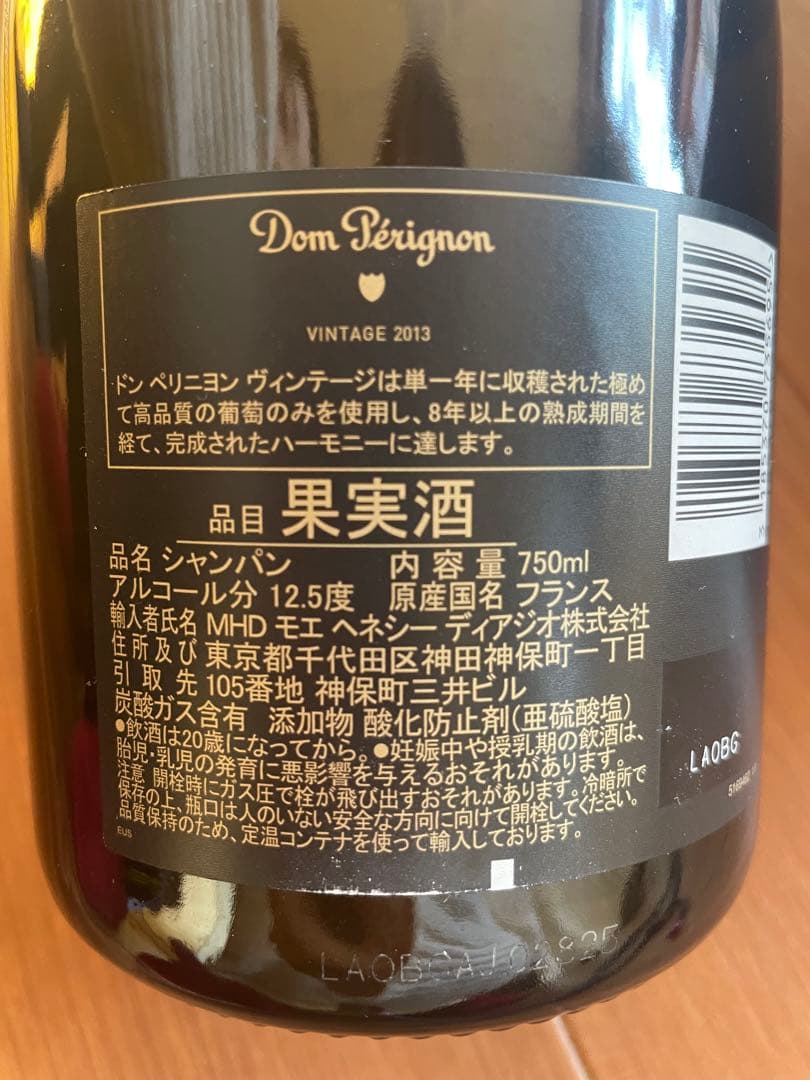 Dom Pérignon
VINTAGE 2013
ドン ペリニヨン ヴィンテージは単一年に収穫された極め
て高品質の葡萄のみを使用し、8年以上の熟成期間を
経て、完成されたハーモニーに達します。
品目 果実酒
品名 シャンパン 内容量 750ml
アルコール分 12.5度 原産国名 フランス
輸入者氏名 MHD モエ ヘネシー ディアジオ株式会社
住所及び 東京都千代田区神田神保町一丁目
引取先 105番地 神保町三井ビル
炭酸ガス含有 添加物 酸化防止剤(亜硫酸塩)
●飲酒は20歳になってから。●妊娠中や授乳期の飲酒は、
胎児・乳児の発育に悪影響を与えるおそれがあります。
注意 開栓時にガス圧で栓が飛び出すおそれがあります。冷暗所で
保存の上、瓶口は人のいない安全な方向に向けて開栓してください。
品質保持のため、定温コンテナを使って輸入しております。
EUS
LAOBG